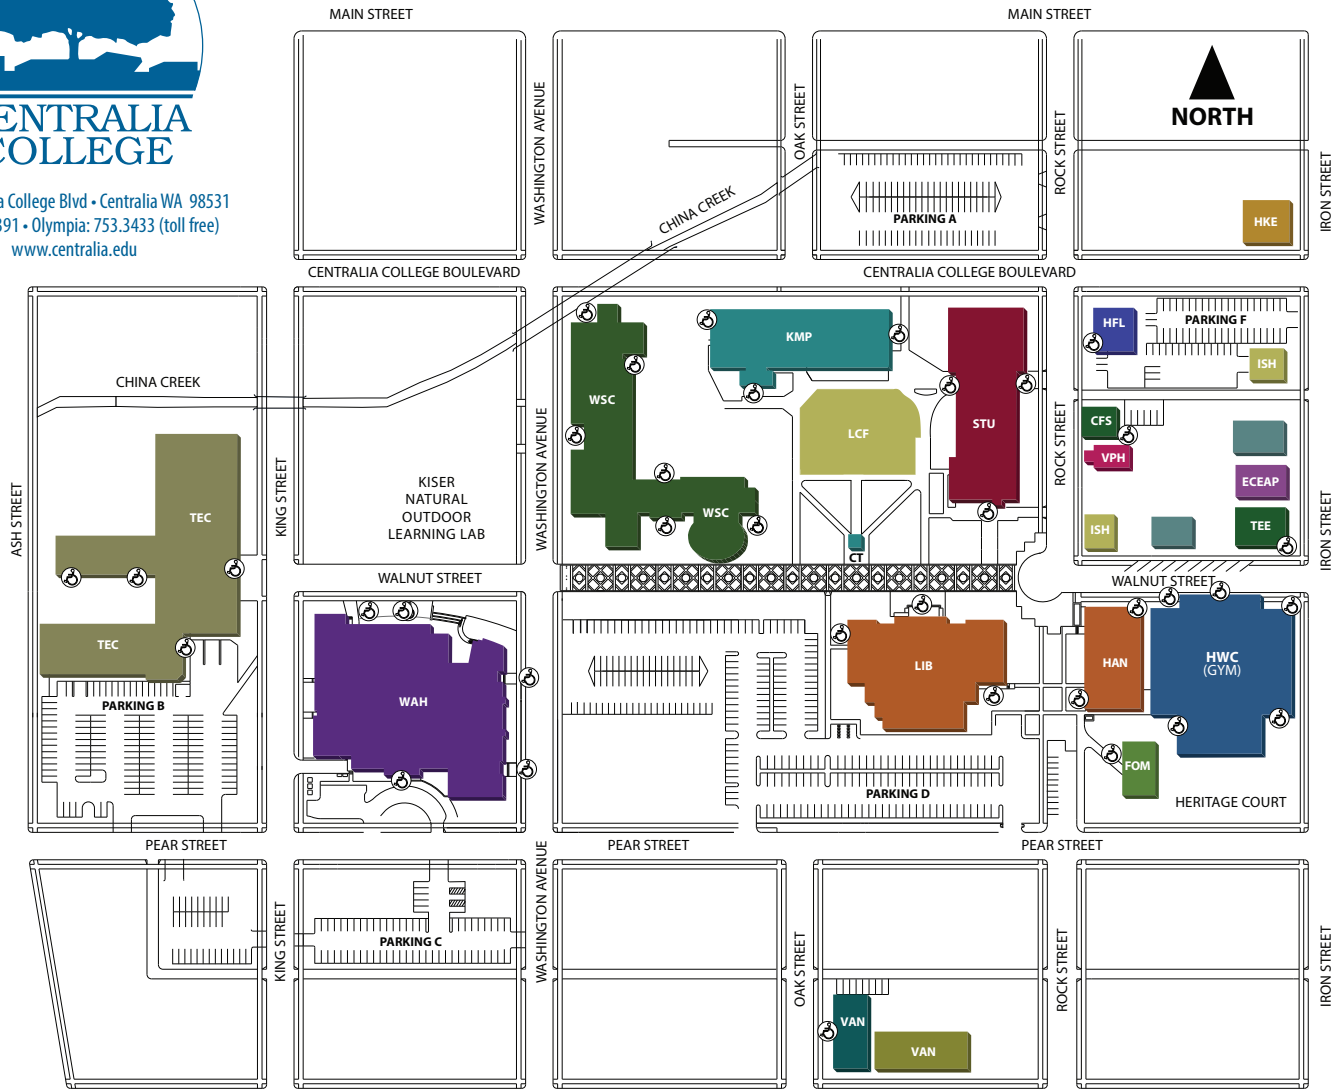 MAIN STREET
MAIN STREET
CENTRALIA
COLLEGE
College Blvd • Centralia WA 98531
• Olympia: 753.3433 (toll free)
www.centralia.edu
NORTH
WASHINGTON AVENUE
OAK STREET
ROCK STREET
IRON STREET
CHINA CREEK
PARKING A
HKE
CENTRALIA COLLEGE BOULEVARD
CENTRALIA COLLEGE BOULEVARD
HFL
PARKING F
KMP
ISH
CHINA CREEK
WSC
LCF
STU
CFS
VPH
ECEAP
ASH STREET
KING STREET
WASHINGTON AVENUE
ROCK STREET
IRON STREET
KISER
NATURAL
OUTDOOR
LEARNING LAB
TEC
WSC
ISH
TEE
CT
WALNUT STREET
WALNUT STREET
TEC
LIB
HAN
HWC
(GYM)
WAH
PARKING B
FOM
PARKING D
HERITAGE COURT
PEAR STREET
PEAR STREET
PEAR STREET
KING STREET
WASHINGTON AVENUE
OAK STREET
ROCK STREET
IRON STREET
PARKING C
VAN
VAN